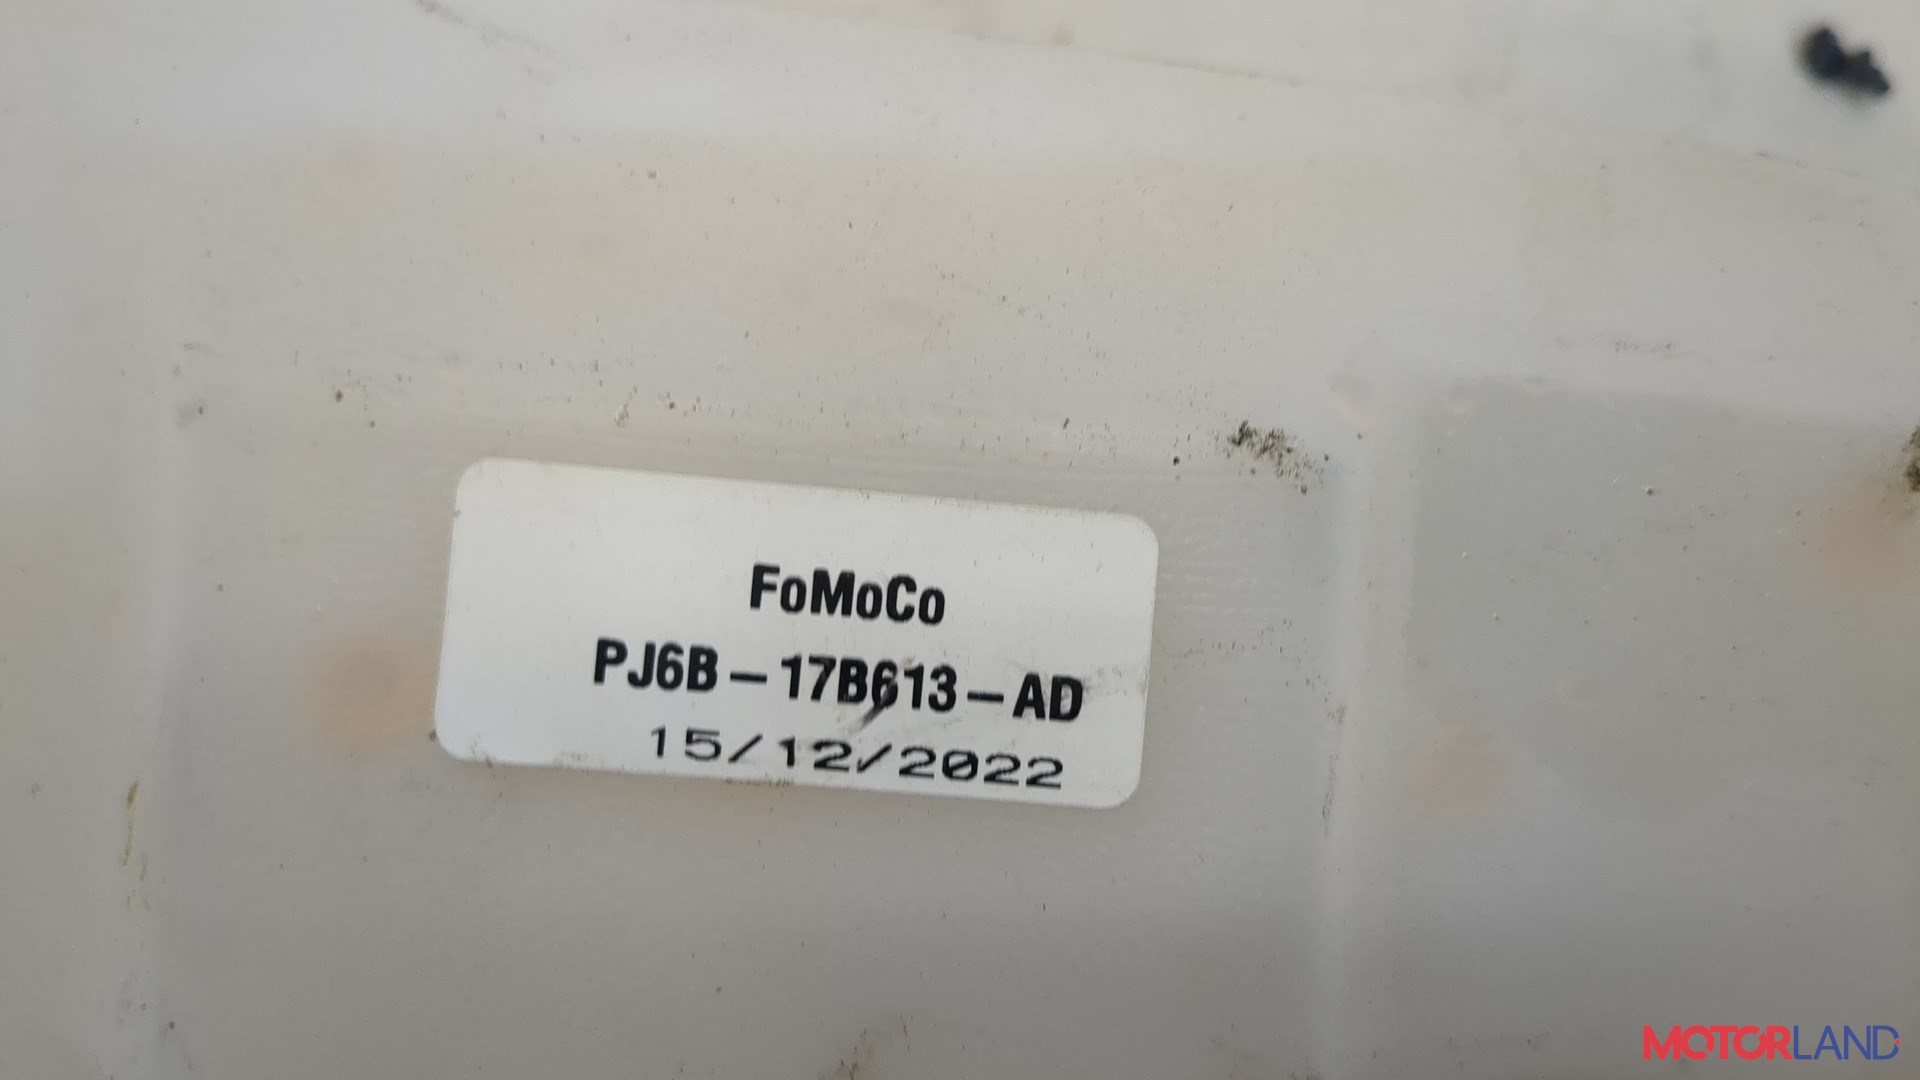 FoMoCo
PJ6B-17B613-AD
15/12/2022
MOTORLAND